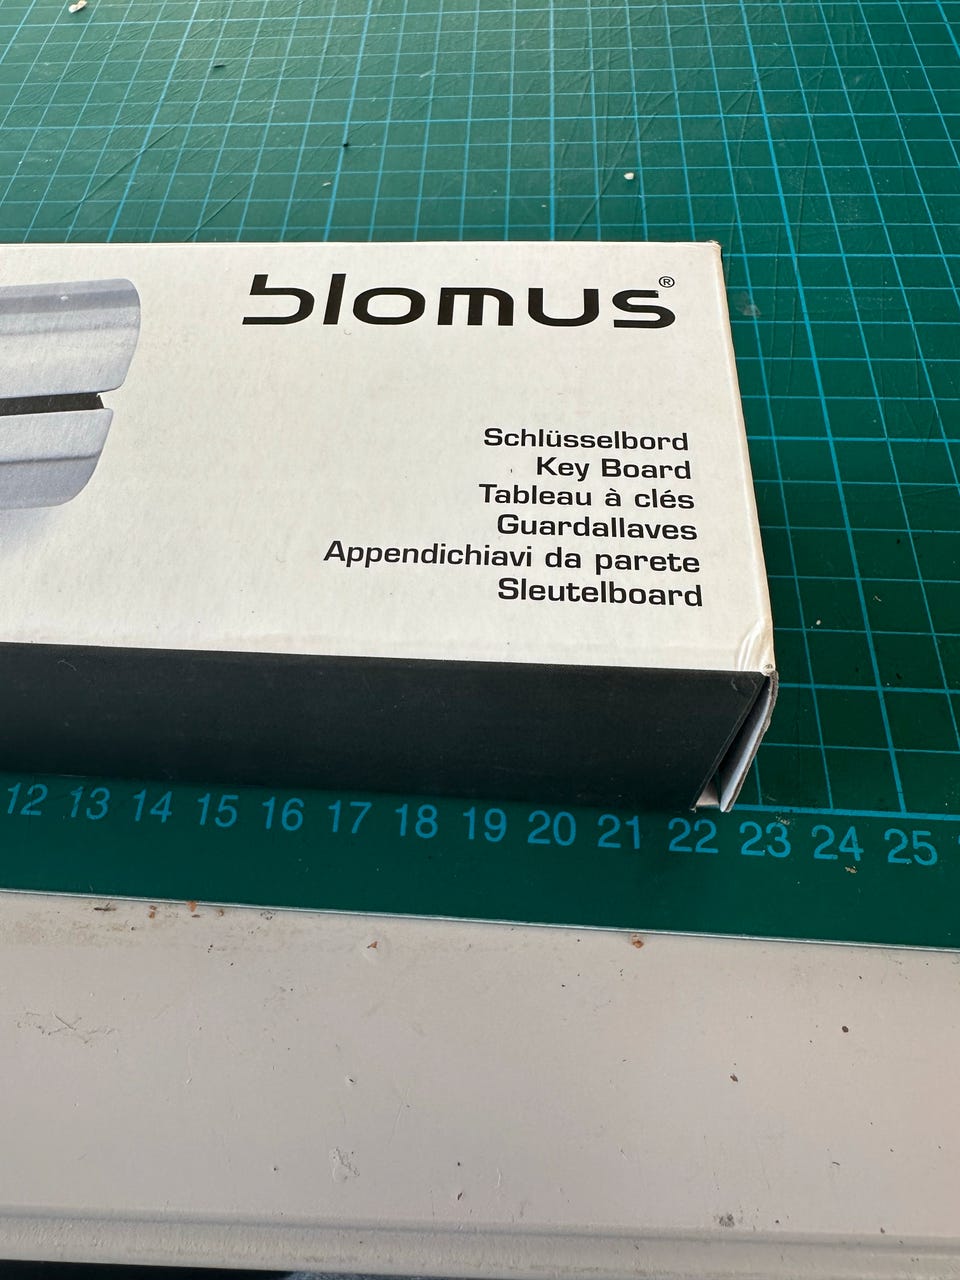 blomus®
Schlüsselbord
Key Board
Tableau à clés
Guardallaves
Appendichiavi da parete
Sleutelboard
12 13 14 15 16 17 18 19 20 21 22 23 24 25